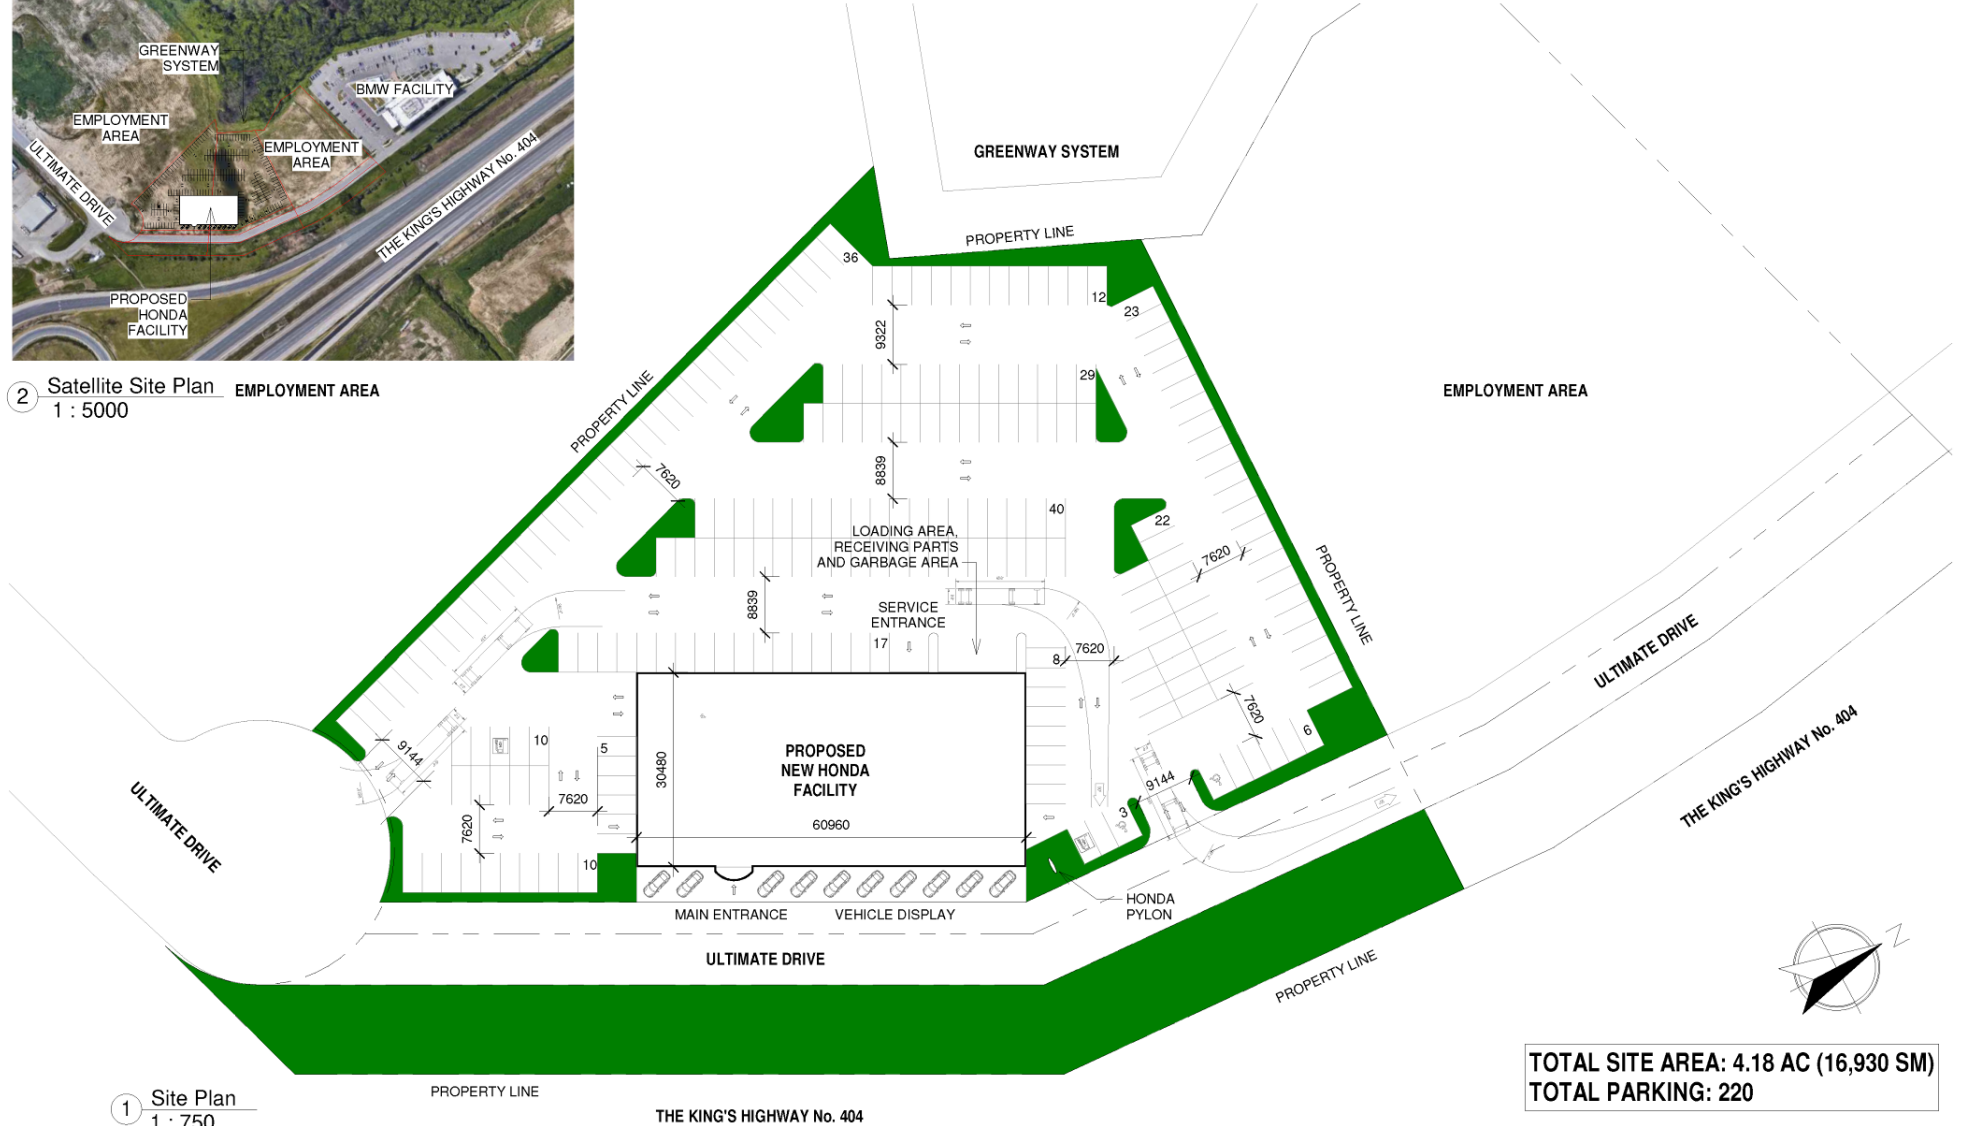 GREENWAY
SYSTEM
BMW FACILITY
EMPLOYMENT
AREA
EMPLOYMENT
AREA
ULTIMATE DRIVE
THE KING'S HIGHWAY No. 404
PROPOSED
HONDA
FACILITY
2
Satellite Site Plan
1 : 5000
EMPLOYMENT AREA
GREENWAY SYSTEM
PROPERTY LINE
36
12
23
9322
29
PROPERTY LINE
EMPLOYMENT AREA
7620
8839
40
22
LOADING AREA,
RECEIVING PARTS
AND GARBAGE AREA
7620
PROPERTY LINE
8839
SERVICE
ENTRANCE
17
8
7620
ULTIMATE DRIVE
7620
6
10
5
9144
PROPOSED
NEW HONDA
FACILITY
30480
60960
7620
7620
9144
3
10
ULTIMATE DRIVE
THE KING'S HIGHWAY No. 404
MAIN ENTRANCE
VEHICLE DISPLAY
HONDA
PYLON
ULTIMATE DRIVE
PROPERTY LINE
N
TOTAL SITE AREA: 4.18 AC (16,930 SM)
TOTAL PARKING: 220
PROPERTY LINE
1
Site Plan
1 : 750
THE KING'S HIGHWAY No. 404